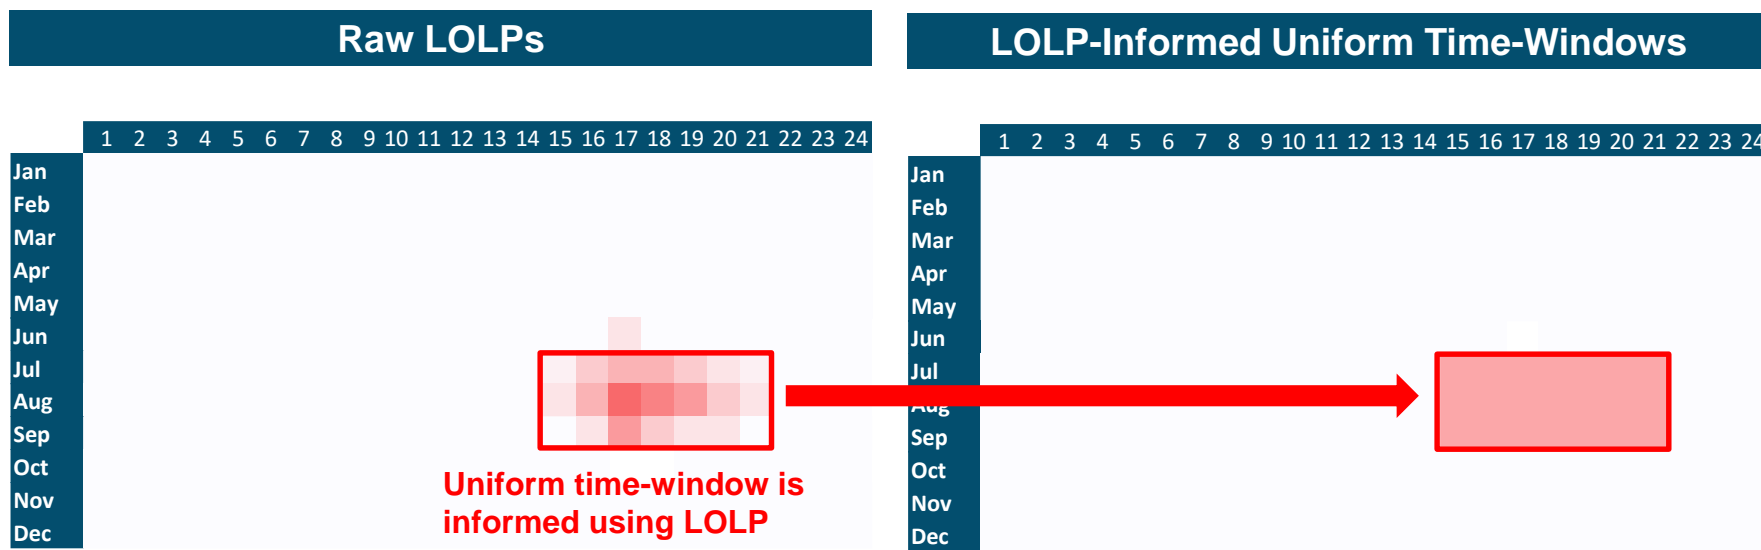 Raw LOLPs
1 2 3 4 5 6 7 8 9 10 11 12 13 14 15 16 17 18 19 20 21 22 23 24
Jan
Feb
Mar
Apr
May
Jun
Jul
Aug
Sep
Oct
Nov
Dec
Uniform time-window is
informed using LOLP
LOLP-Informed Uniform Time-Windows
1 2 3 4 5 6 7 8 9 10 11 12 13 14 15 16 17 18 19 20 21 22 23 24
Jan
Feb
Mar
Apr
May
Jun
Jul
Aug
Sep
Oct
Nov
Dec